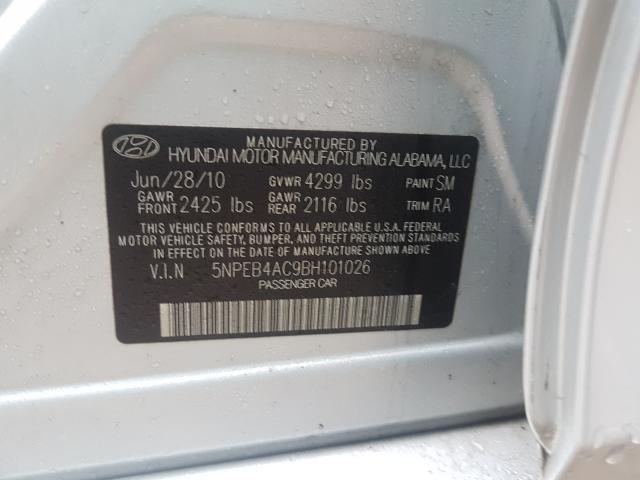 MANUFACTURED BY
HYUNDAI MOTOR MANUFACTURING ALABAMA, LLC
Jun/28/10 GVWR 4299 lbs PAINT SM
GAWR FRONT 2425 lbs GAWR REAR 2116 lbs TRIM RA
THIS VEHICLE CONFORMS TO ALL APPLICABLE U.S.A. FEDERAL
MOTOR VEHICLE SAFETY, BUMPER, AND THEFT PREVENTION STANDARDS
IN EFFECT ON THE DATE OF MANUFACTURE SHOWN ABOVE
V.I.N 5NPEB4AC9BH101026
PASSENGER CAR